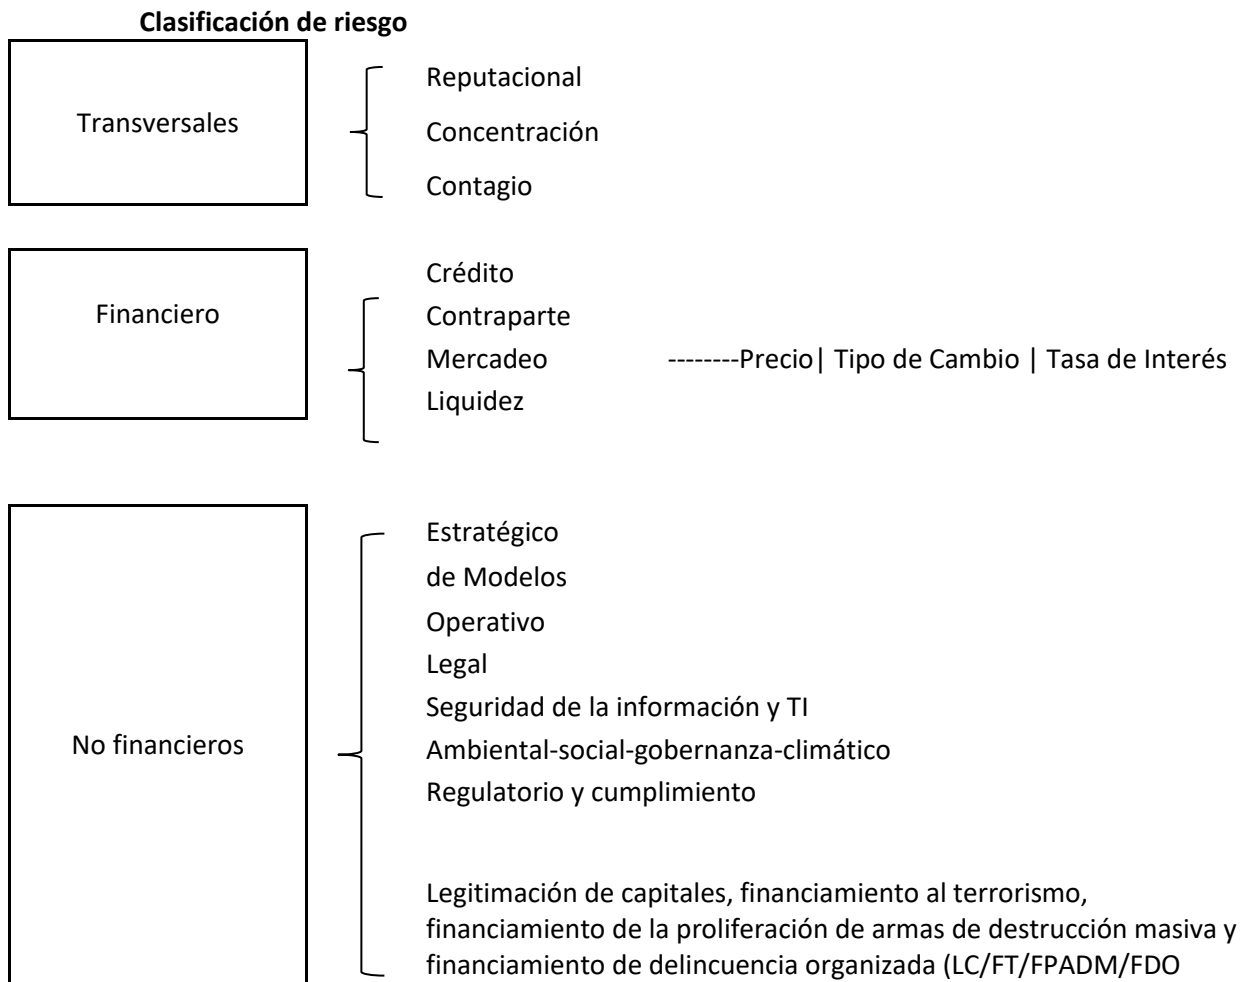 Clasificación de riesgo
Transversales
Reputacional
Concentración
Contagio
Financiero
Crédito
Contraparte
Mercadeo --------Precio| Tipo de Cambio | Tasa de Interés
Liquidez
No financieros
Estratégico
de Modelos
Operativo
Legal
Seguridad de la información y TI
Ambiental-social-gobernanza-climático
Regulatorio y cumplimiento
Legitimación de capitales, financiamiento al terrorismo,
financiamiento de la proliferación de armas de destrucción masiva y
financiamiento de delincuencia organizada (LC/FT/FPADM/FDO